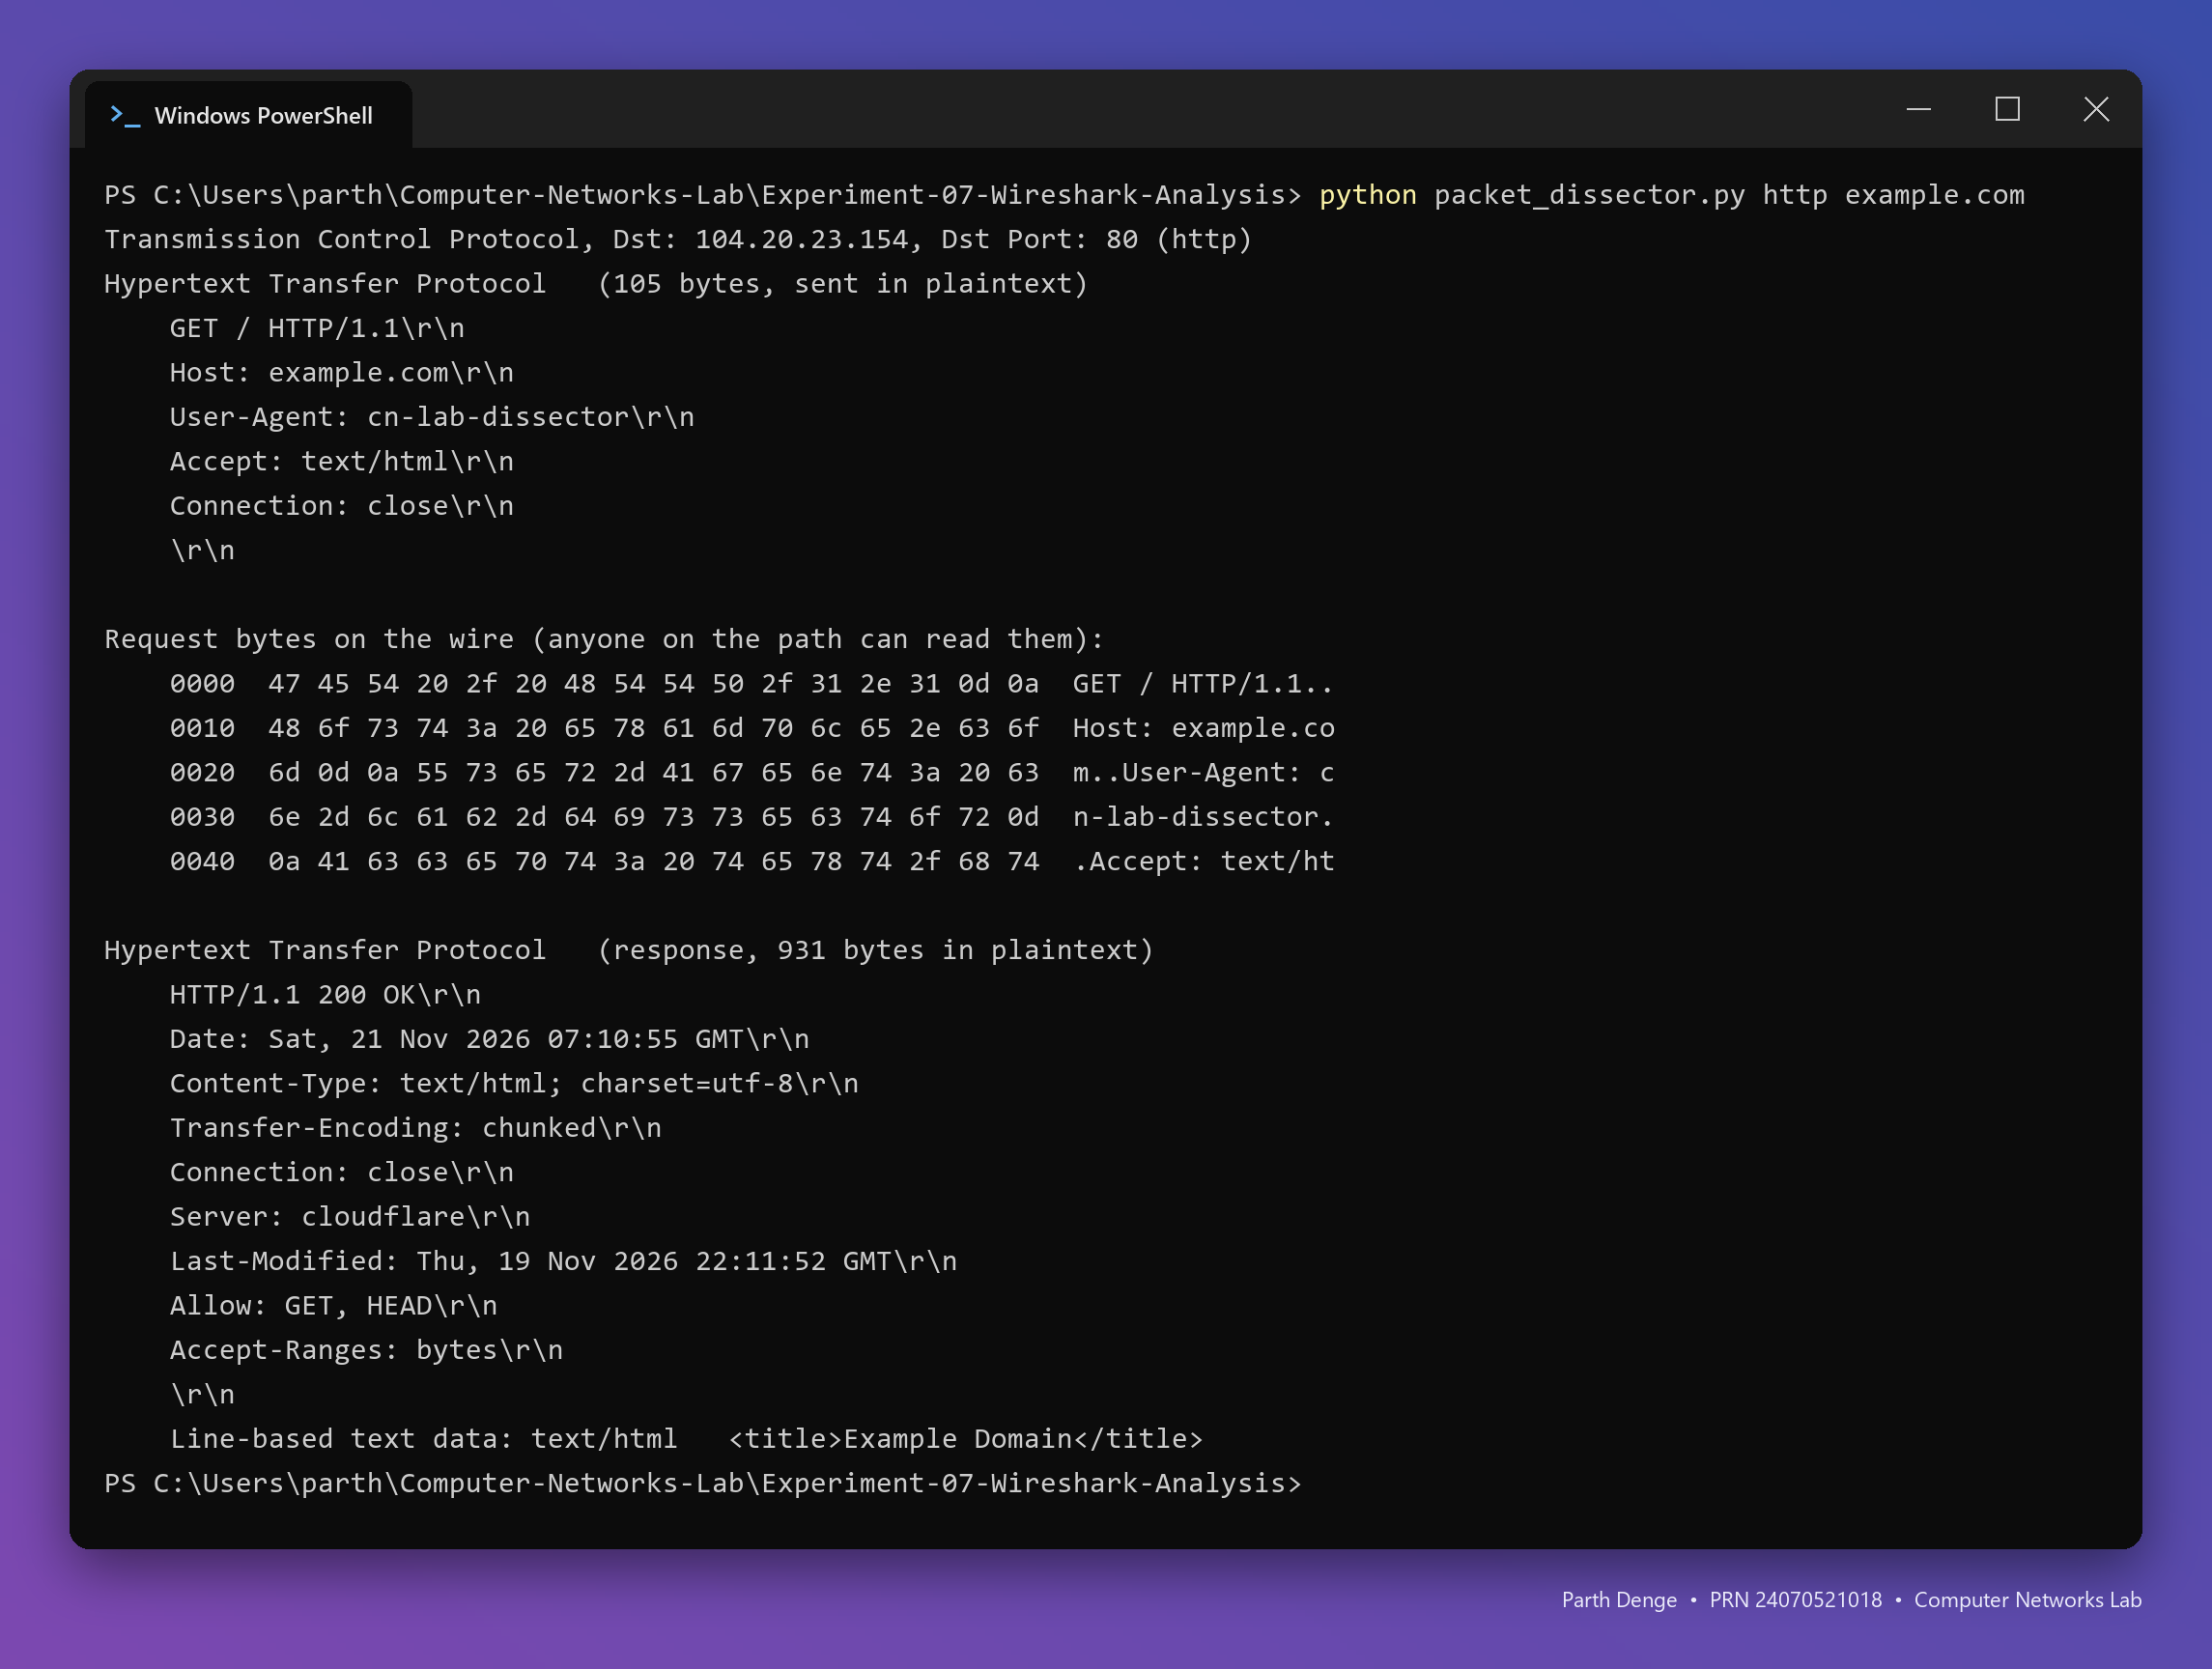 Windows PowerShell
PS C:\Users\parth\Computer-Networks-Lab\Experiment-07-Wireshark-Analysis> python packet_dissector.py http example.com
Transmission Control Protocol, Dst: 104.20.23.154, Dst Port: 80 (http)
Hypertext Transfer Protocol   (105 bytes, sent in plaintext)
    GET / HTTP/1.1\r\n
    Host: example.com\r\n
    User-Agent: cn-lab-dissector\r\n
    Accept: text/html\r\n
    Connection: close\r\n
    \r\n
Request bytes on the wire (anyone on the path can read them):
    0000  47 45 54 20 2f 20 48 54 54 50 2f 31 2e 31 0d 0a  GET / HTTP/1.1..
    0010  48 6f 73 74 3a 20 65 78 61 6d 70 6c 65 2e 63 6f  Host: example.co
    0020  6d 0d 0a 55 73 65 72 2d 41 67 65 6e 74 3a 20 63  m..User-Agent: c
    0030  6e 2d 6c 61 62 2d 64 69 73 73 65 63 74 6f 72 0d  n-lab-dissector.
    0040  0a 41 63 63 65 70 74 3a 20 74 65 78 74 2f 68 74  .Accept: text/ht
Hypertext Transfer Protocol   (response, 931 bytes in plaintext)
    HTTP/1.1 200 OK\r\n
    Date: Sat, 21 Nov 2026 07:10:55 GMT\r\n
    Content-Type: text/html; charset=utf-8\r\n
    Transfer-Encoding: chunked\r\n
    Connection: close\r\n
    Server: cloudflare\r\n
    Last-Modified: Thu, 19 Nov 2026 22:11:52 GMT\r\n
    Allow: GET, HEAD\r\n
    Accept-Ranges: bytes\r\n
    \r\n
    Line-based text data: text/html   <title>Example Domain</title>
PS C:\Users\parth\Computer-Networks-Lab\Experiment-07-Wireshark-Analysis>
Parth Denge • PRN 24070521018 • Computer Networks Lab